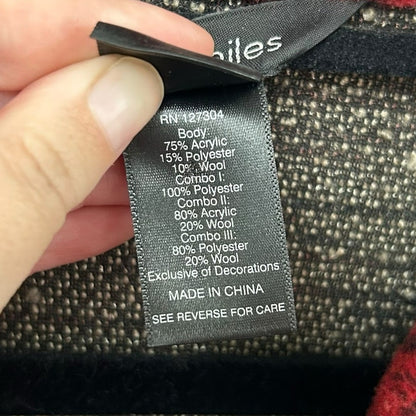 RN 127304
Body:
75% Acrylic
15% Polyester
10% Wool
Combo I:
100% Polyester
Combo II:
80% Acrylic
20% Wool
Combo III:
80% Polyester
20% Wool
Exclusive of Decorations
MADE IN CHINA
SEE REVERSE FOR CARE